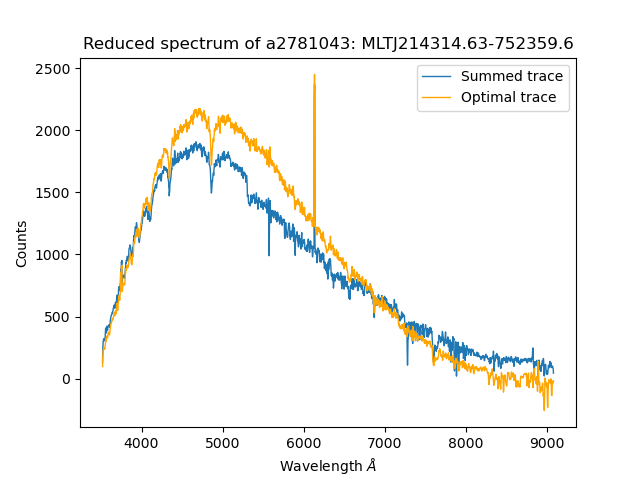 Reduced spectrum of a2781043: MLTJ214314.63-752359.6
Summed trace
Optimal trace
2500
2000
1500
1000
500
0
Counts
4000 5000 6000 7000 8000 9000
Wavelength Å